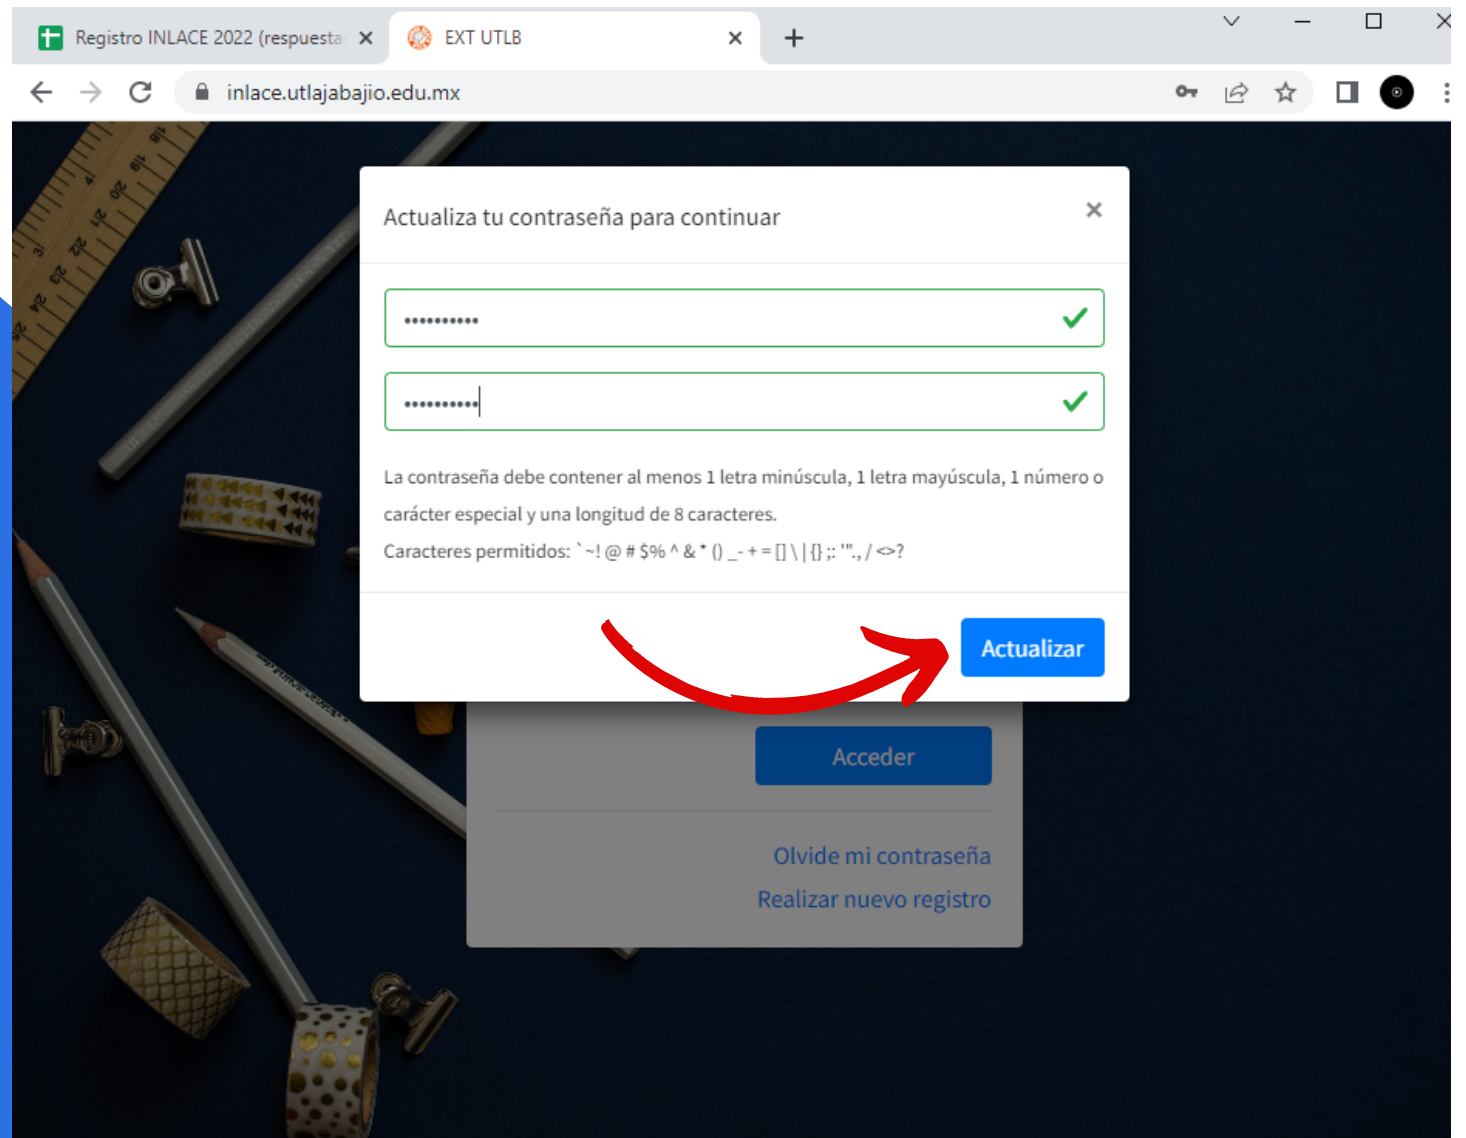 Registro INLACE 2022 (respuesta
EXT UTLB
inlace.utlajabajio.edu.mx
Actualiza tu contraseña para continuar
••••••••••
••••••••••
La contraseña debe contener al menos 1 letra minúscula, 1 letra mayúscula, 1 número o
carácter especial y una longitud de 8 caracteres.
Caracteres permitidos: ` ~! @ # $% ^ & * () _- + = [] \ | {} ;: '"., / <>?
Actualizar
Acceder
Olvide mi contraseña
Realizar nuevo registro